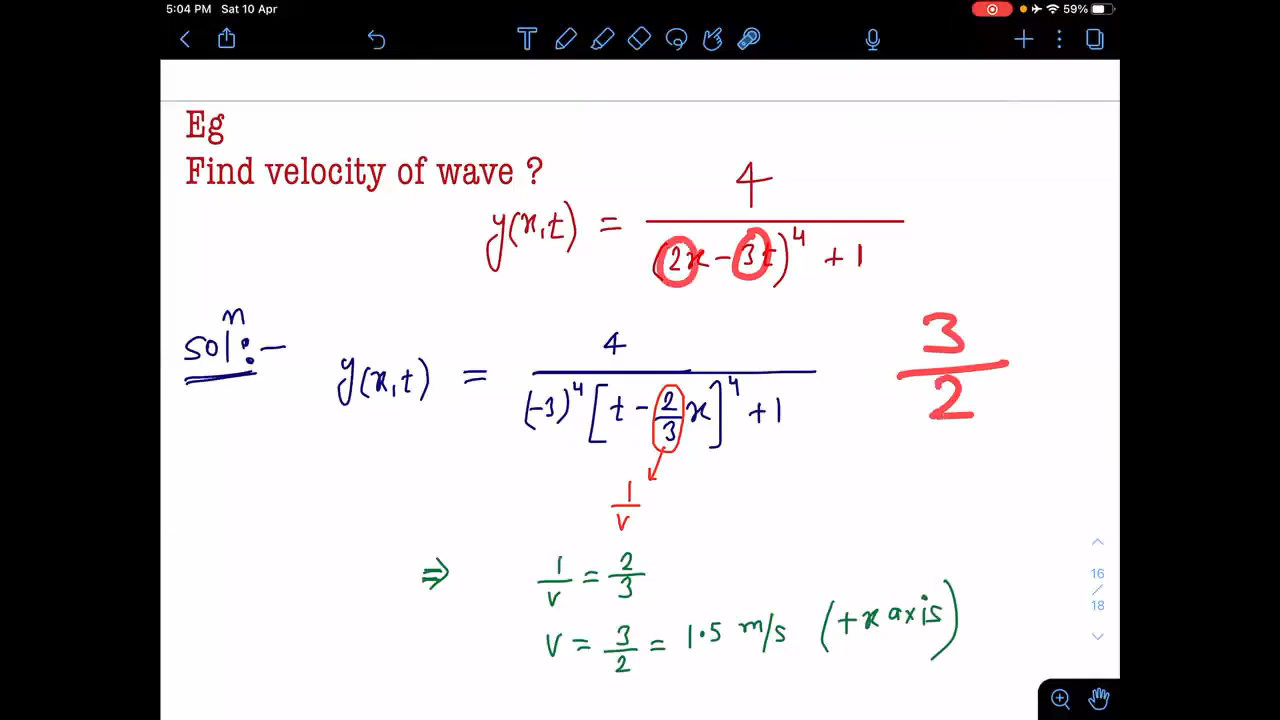 5:04 PM Sat 10 Apr 59%
Eg
Find velocity of wave ?
y(x,t) = 4 / (2x - 3t)^4 + 1
sol^n :-
y(x,t) = 4 / (-3)^4 [t - 2/3 x]^4 + 1
3/2
1/v
⇒ 1/v = 2/3
v = 3/2 = 1.5 m/s (+x axis)
16 / 18